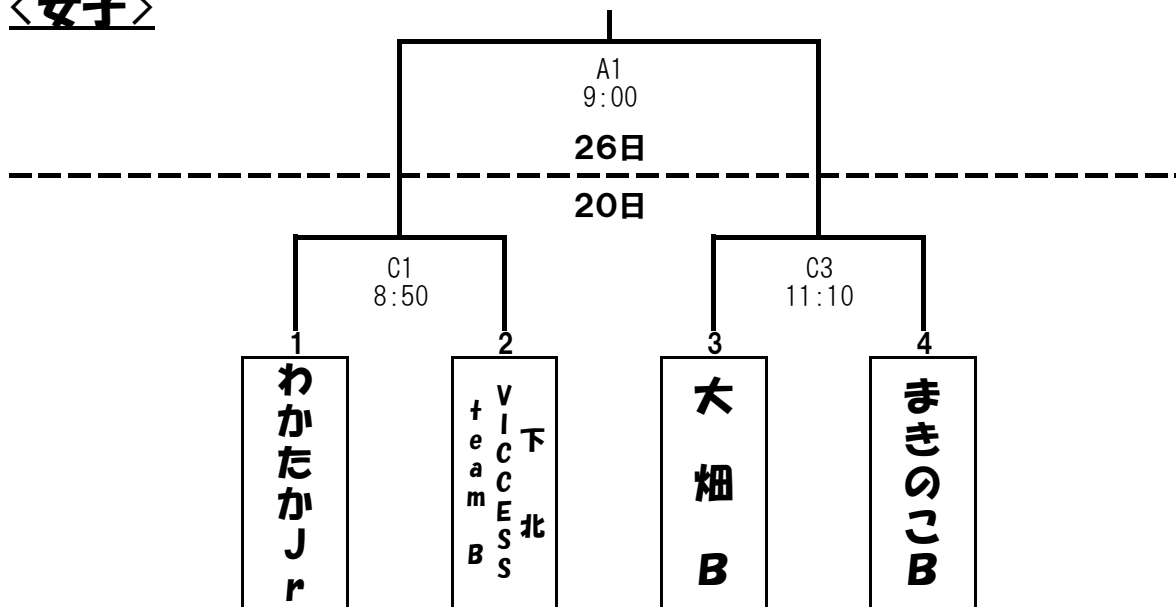 <女子>
A1
9:00
26日
20日
C1
8:50
C3
11:10
1
2
3
4
わかたかJr
下北
VICCESS
team B
大畑B
まきのこB